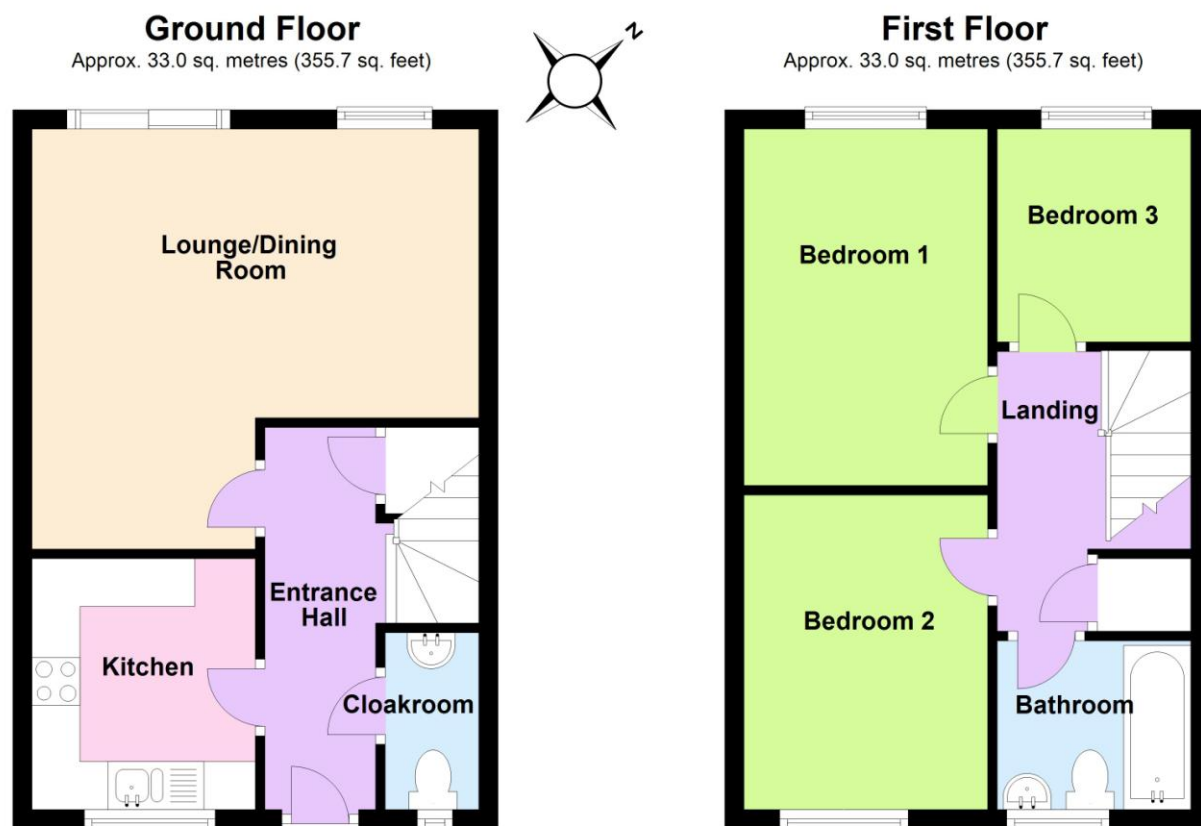 Ground Floor
Approx. 33.0 sq. metres (355.7 sq. feet)
N
Lounge/Dining
Room
Entrance
Hall
Kitchen
Cloakroom
First Floor
Approx. 33.0 sq. metres (355.7 sq. feet)
Bedroom 1
Bedroom 3
Landing
Bedroom 2
Bathroom